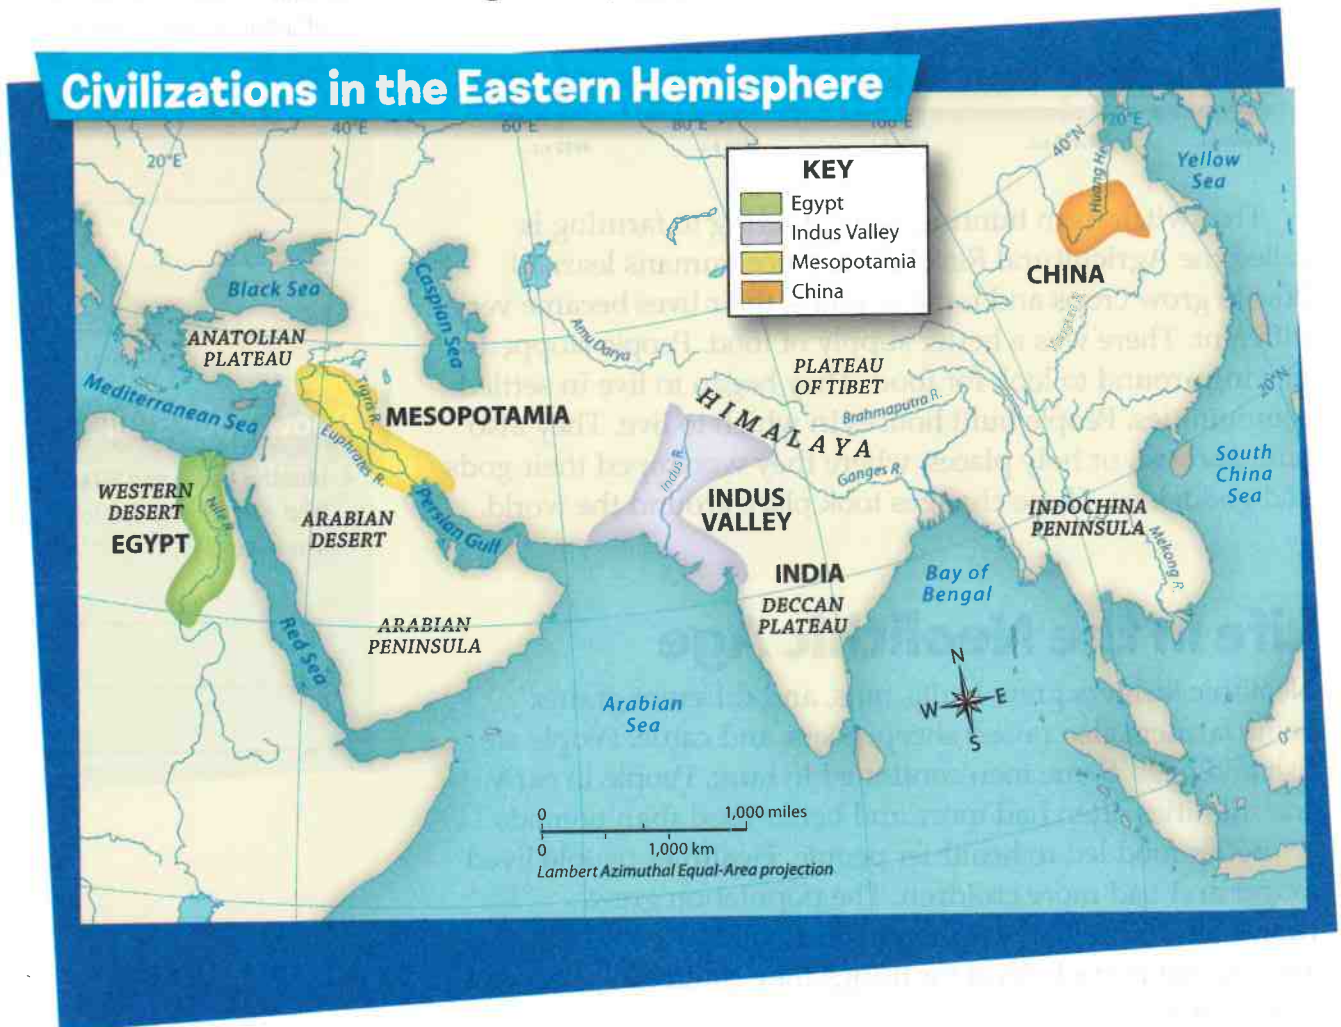 Civilizations in the Eastern Hemisphere
20°E
40°E
60°E
80°E
100°E
120°E
40°N
Yellow
Sea
KEY
Egypt
Indus Valley
Mesopotamia
China
Huang He
CHINA
Black Sea
Caspian Sea
ANATOLIAN
PLATEAU
Amu Darya
Yangtze R.
PLATEAU
OF TIBET
20°N
Mediterranean Sea
Tigris R.
MESOPOTAMIA
HIMALAYA
Brahmaputra R.
Euphrates R.
Indus R.
Ganges R.
South
China
Sea
WESTERN
DESERT
Nile R.
EGYPT
ARABIAN
DESERT
Persian Gulf
INDUS
VALLEY
INDOCHINA
PENINSULA
Mekong R.
INDIA
DECCAN
PLATEAU
Bay of
Bengal
Red Sea
ARABIAN
PENINSULA
Arabian
Sea
N
W
E
S
0°
0
1,000 miles
0
1,000 km
Lambert Azimuthal Equal-Area projection